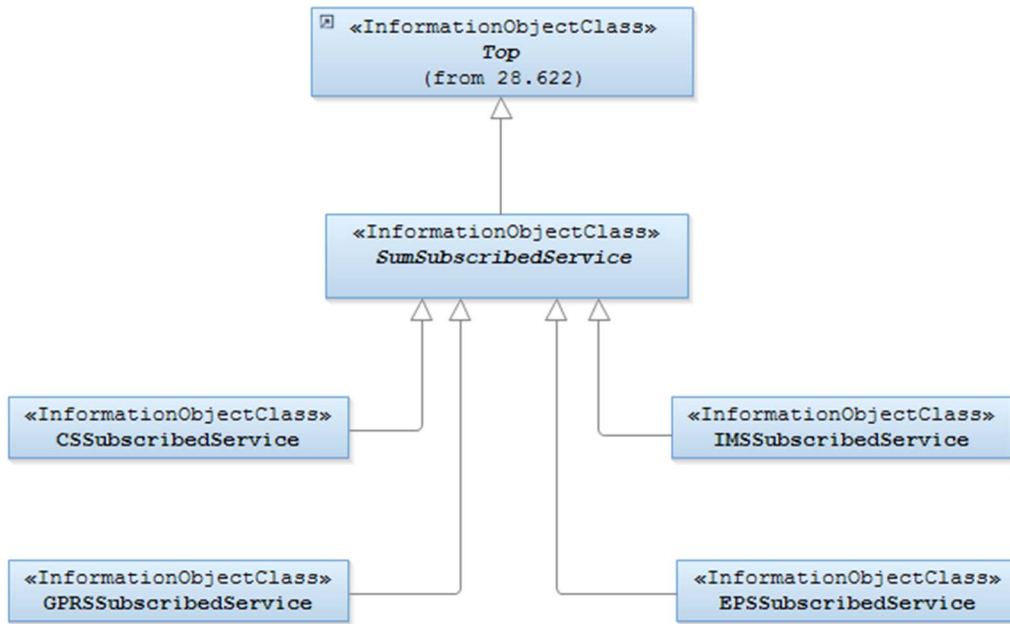 «InformationObjectClass»
Top
(from 28.622)
«InformationObjectClass»
SumSubscribedService
«InformationObjectClass»
CSSubscribedService
«InformationObjectClass»
IMSSubscribedService
«InformationObjectClass»
GPRSSubscribedService
«InformationObjectClass»
EPSSubscribedService